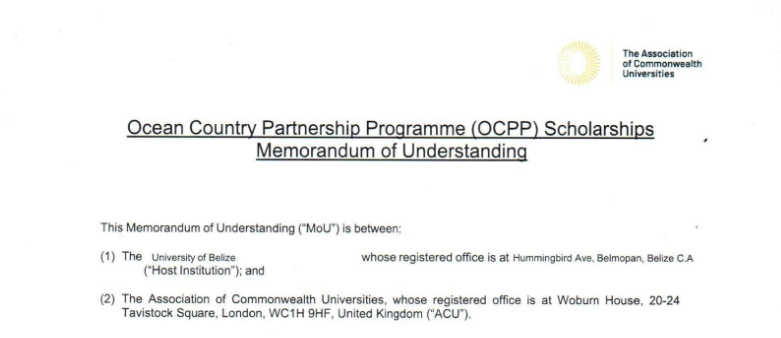 The Association
of Commonwealth
Universities
Ocean Country Partnership Programme (OCPP) Scholarships
Memorandum of Understanding
This Memorandum of Understanding (“MoU”) is between:
(1) The University of Belize whose registered office is at Hummingbird Ave, Belmopan, Belize C.A
(“Host Institution”); and
(2) The Association of Commonwealth Universities, whose registered office is at Woburn House, 20-24
Tavistock Square, London, WC1H 9HF, United Kingdom (“ACU”).